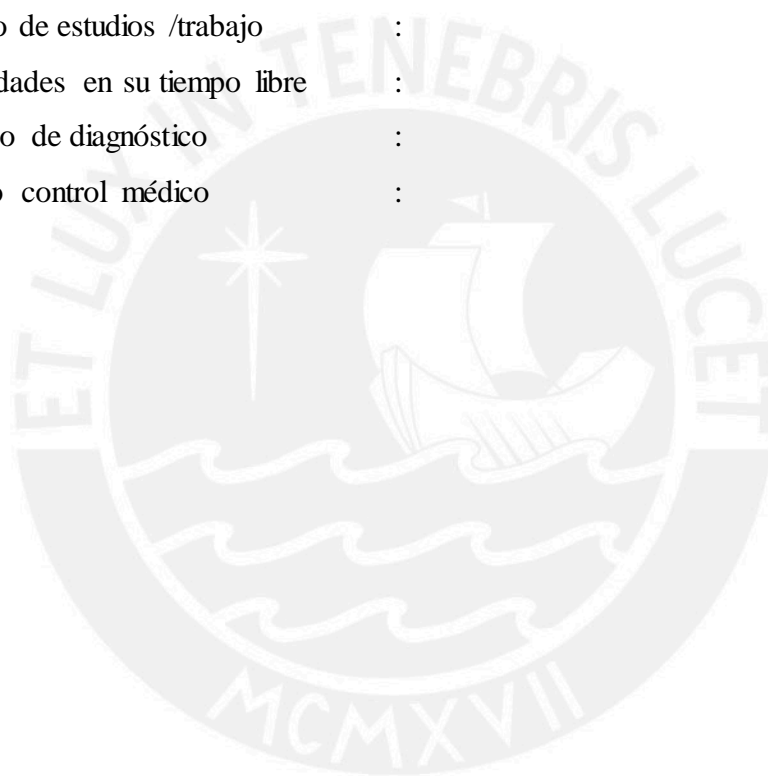 o de estudios /trabajo :
dades en su tiempo libre :
o de diagnóstico :
o control médico :
ET LUX IN TENEBRIS LUCET
MCMXVII